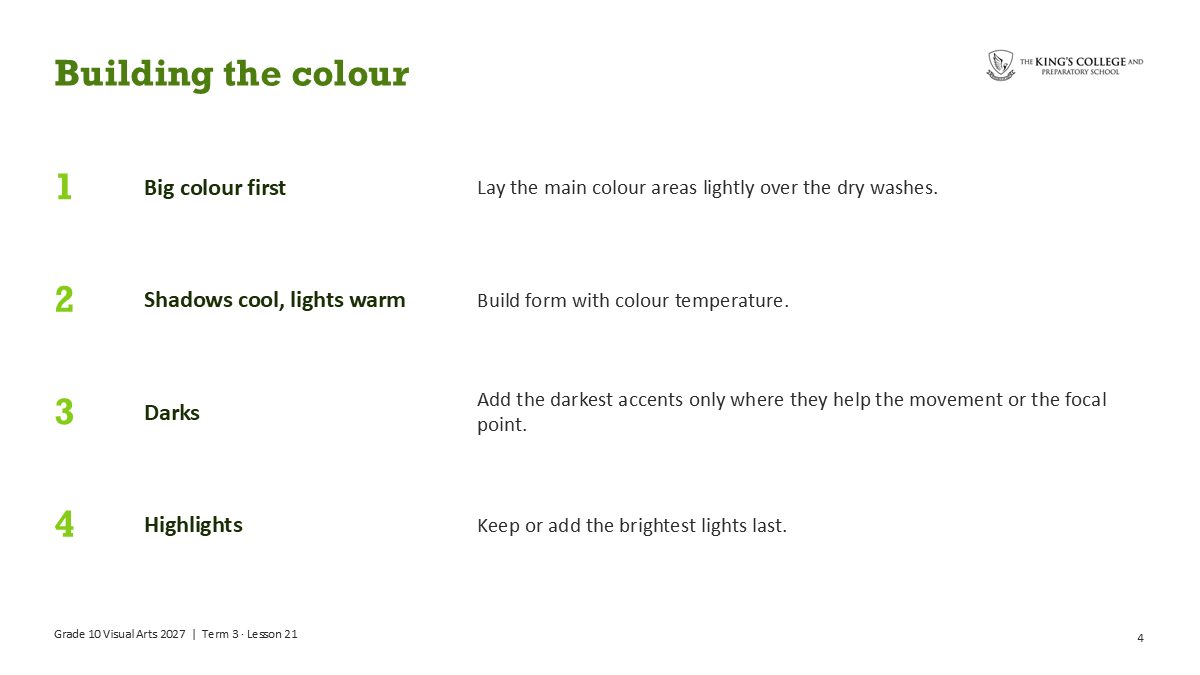 Building the colour
THE KING'S COLLEGE AND
PREPARATORY SCHOOL
1
Big colour first
Lay the main colour areas lightly over the dry washes.
2
Shadows cool, lights warm
Build form with colour temperature.
3
Darks
Add the darkest accents only where they help the movement or the focal
point.
4
Highlights
Keep or add the brightest lights last.
Grade 10 Visual Arts 2027 | Term 3 · Lesson 21
4